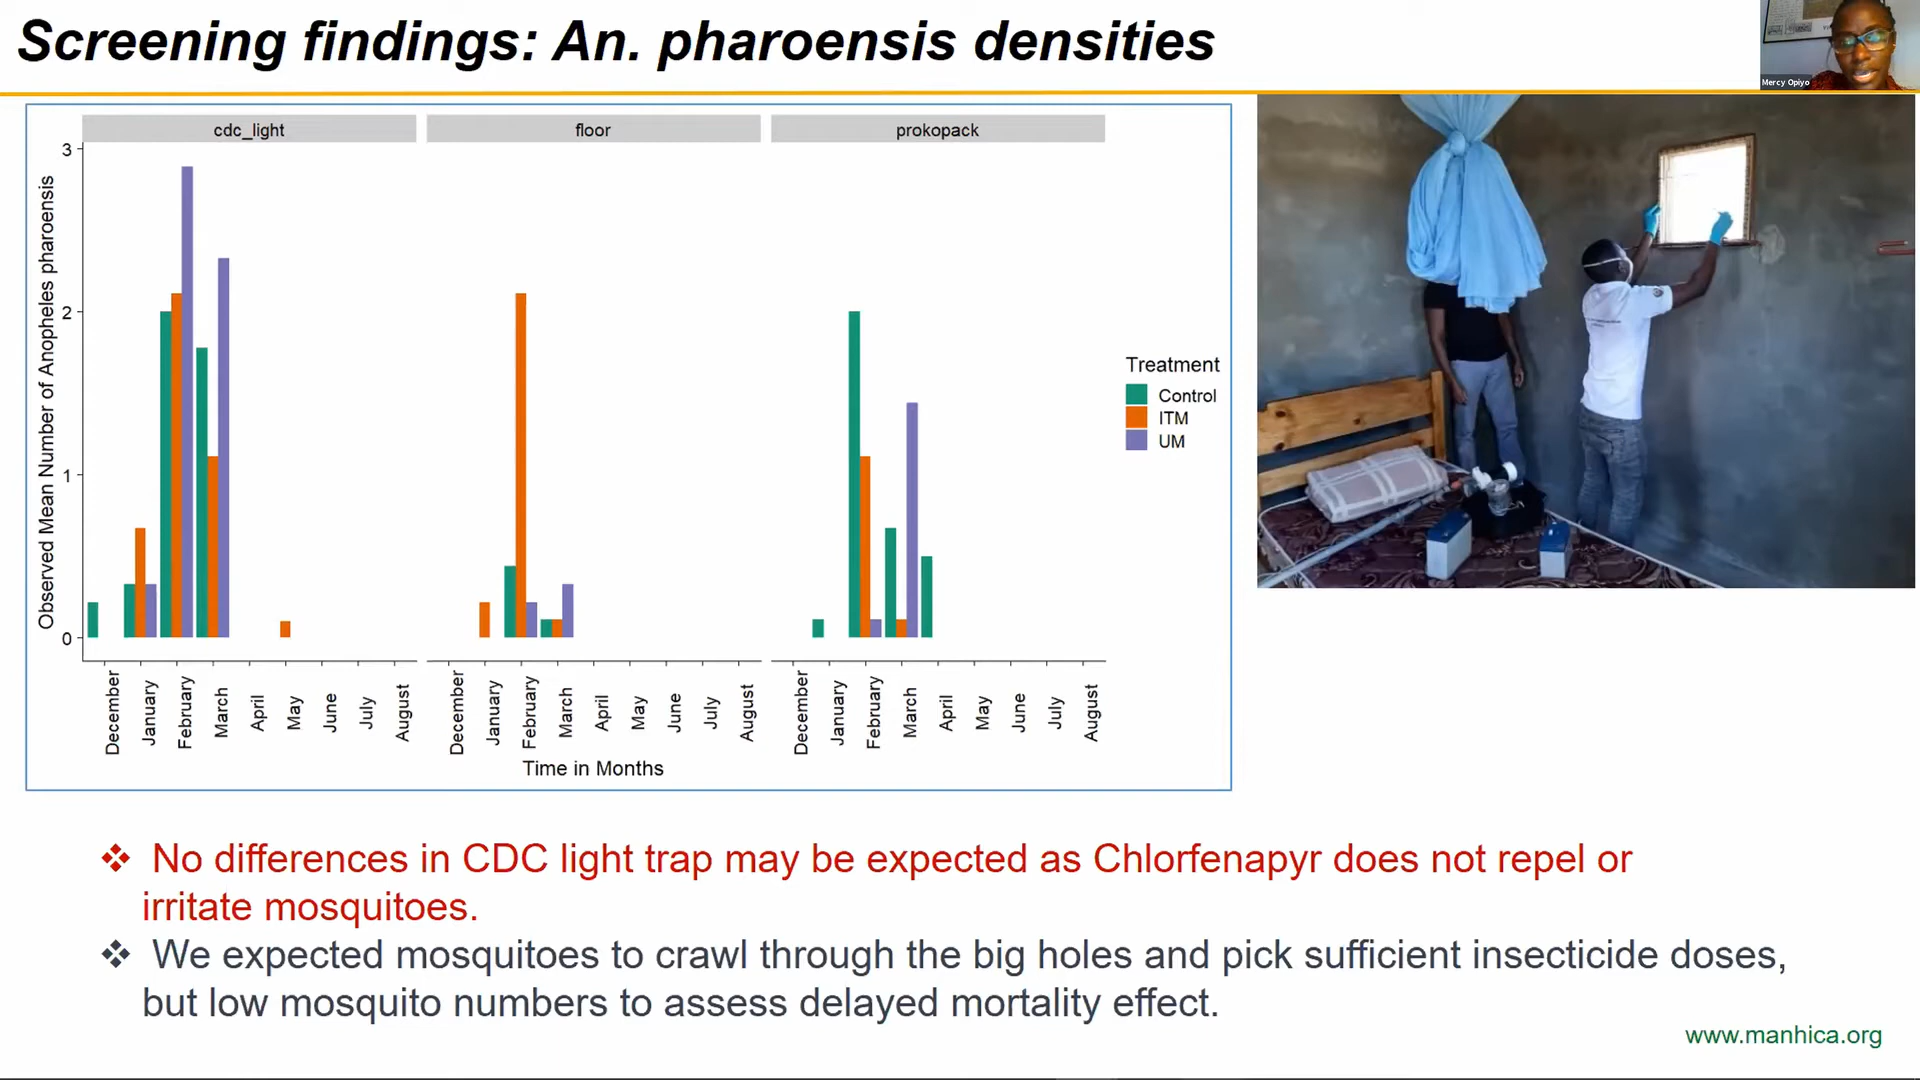 Screening findings: An. pharoensis densities
Mercy Opiyo
cdc_light
floor
prokopack
Observed Mean Number of Anopheles pharoensis
3
2
1
0
December
January
February
March
April
May
June
July
August
December
January
February
March
April
May
June
July
August
December
January
February
March
April
May
June
July
August
Time in Months
Treatment
Control
ITM
UM
❖ No differences in CDC light trap may be expected as Chlorfenapyr does not repel or
irritate mosquitoes.
❖ We expected mosquitoes to crawl through the big holes and pick sufficient insecticide doses,
but low mosquito numbers to assess delayed mortality effect.
www.manhica.org